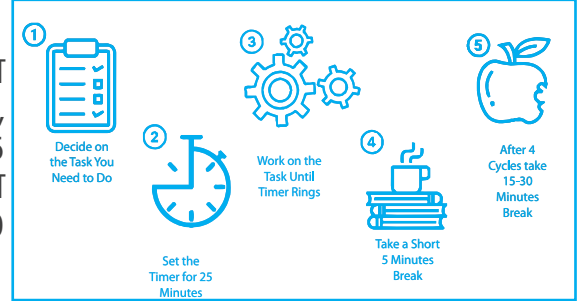 1
Decide on
the Task You
Need to Do
2
Set the
Timer for 25
Minutes
3
Work on the
Task Until
Timer Rings
4
Take a Short
5 Minutes
Break
5
After 4
Cycles take
15-30
Minutes
Break